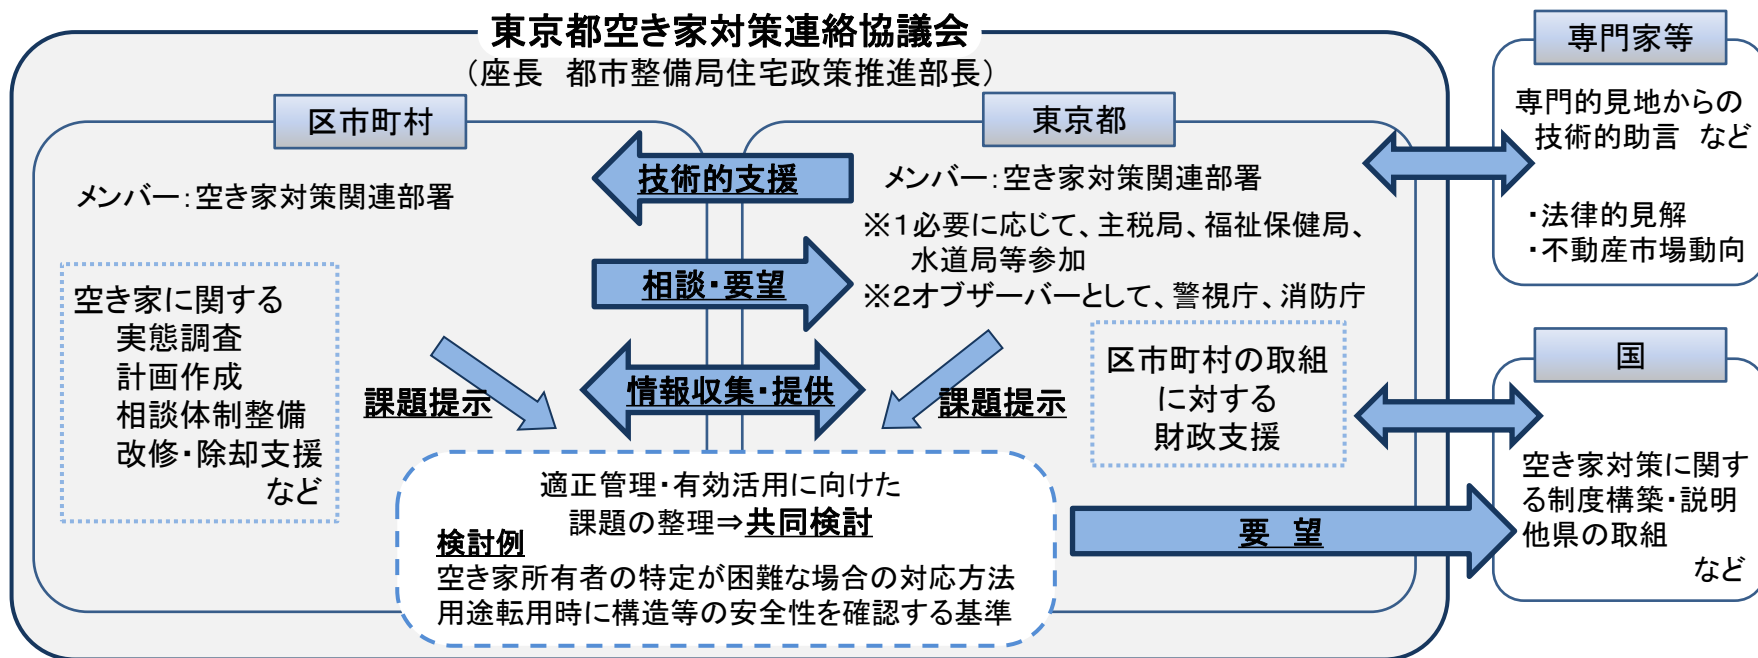 東京都空き家対策連絡協議会
（座長　都市整備局住宅政策推進部長）
区市町村
メンバー：空き家対策関連部署
空き家に関する
実態調査
計画作成
相談体制整備
改修・除却支援
など
技術的支援
相談・要望
情報収集・提供
課題提示
課題提示
東京都
メンバー：空き家対策関連部署
※１必要に応じて、主税局、福祉保健局、
水道局等参加
※２オブザーバーとして、警視庁、消防庁
区市町村の取組
に対する
財政支援
適正管理・有効活用に向けた
課題の整理⇒共同検討
検討例
空き家所有者の特定が困難な場合の対応方法
用途転用時に構造等の安全性を確認する基準
要　望
専門家等
専門的見地からの
技術的助言　など
・法律的見解
・不動産市場動向
国
空き家対策に関す
る制度構築・説明
他県の取組
など